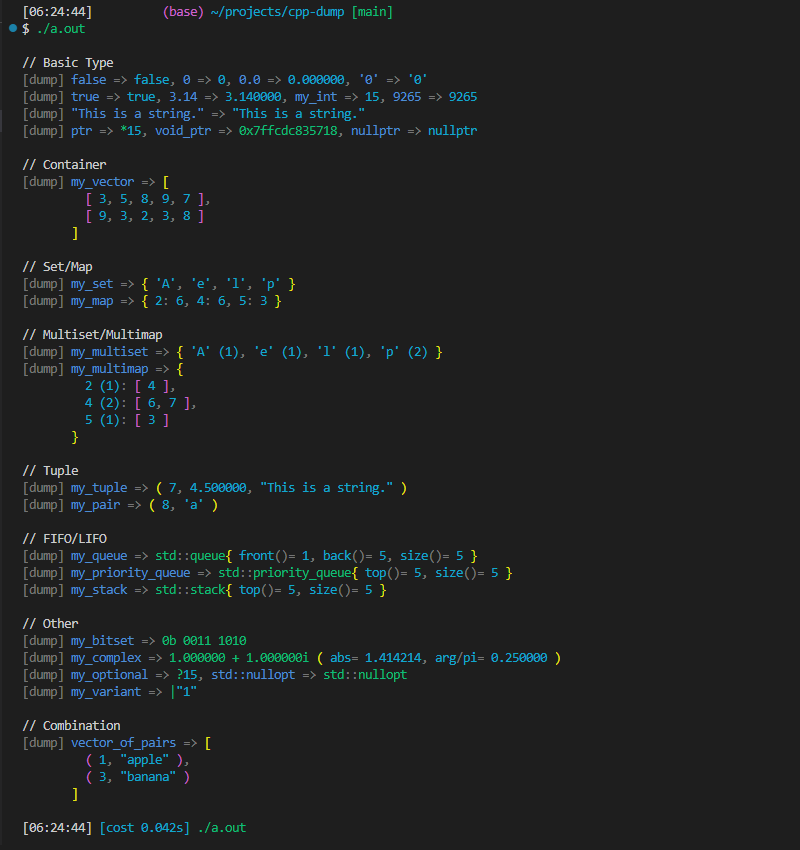 [06:24:44] (base) ~/projects/cpp-dump [main]
$ ./a.out
// Basic Type
[dump] false => false, 0 => 0, 0.0 => 0.000000, '0' => '0'
[dump] true => true, 3.14 => 3.140000, my_int => 15, 9265 => 9265
[dump] "This is a string." => "This is a string."
[dump] ptr => *15, void_ptr => 0x7ffcdc835718, nullptr => nullptr
// Container
[dump] my_vector => [
[ 3, 5, 8, 9, 7 ],
[ 9, 3, 2, 3, 8 ]
]
// Set/Map
[dump] my_set => { 'A', 'e', 'l', 'p' }
[dump] my_map => { 2: 6, 4: 6, 5: 3 }
// Multiset/Multimap
[dump] my_multiset => { 'A' (1), 'e' (1), 'l' (1), 'p' (2) }
[dump] my_multimap => {
2 (1): [ 4 ],
4 (2): [ 6, 7 ],
5 (1): [ 3 ]
}
// Tuple
[dump] my_tuple => ( 7, 4.500000, "This is a string." )
[dump] my_pair => ( 8, 'a' )
// FIFO/LIFO
[dump] my_queue => std::queue{ front()= 1, back()= 5, size()= 5 }
[dump] my_priority_queue => std::priority_queue{ top()= 5, size()= 5 }
[dump] my_stack => std::stack{ top()= 5, size()= 5 }
// Other
[dump] my_bitset => 0b 0011 1010
[dump] my_complex => 1.000000 + 1.000000i ( abs= 1.414214, arg/pi= 0.250000 )
[dump] my_optional => ?15, std::nullopt => std::nullopt
[dump] my_variant => |"1"
// Combination
[dump] vector_of_pairs => [
( 1, "apple" ),
( 3, "banana" )
]
[06:24:44] [cost 0.042s] ./a.out